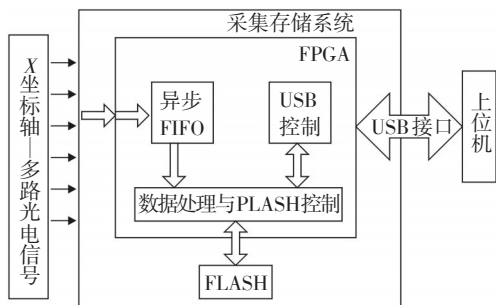 采集存储系统
FPGA
X坐标轴—多路光电信号
异步
FIFO
USB
控制
数据处理与PLASH控制
FLASH
USB接口
上位机